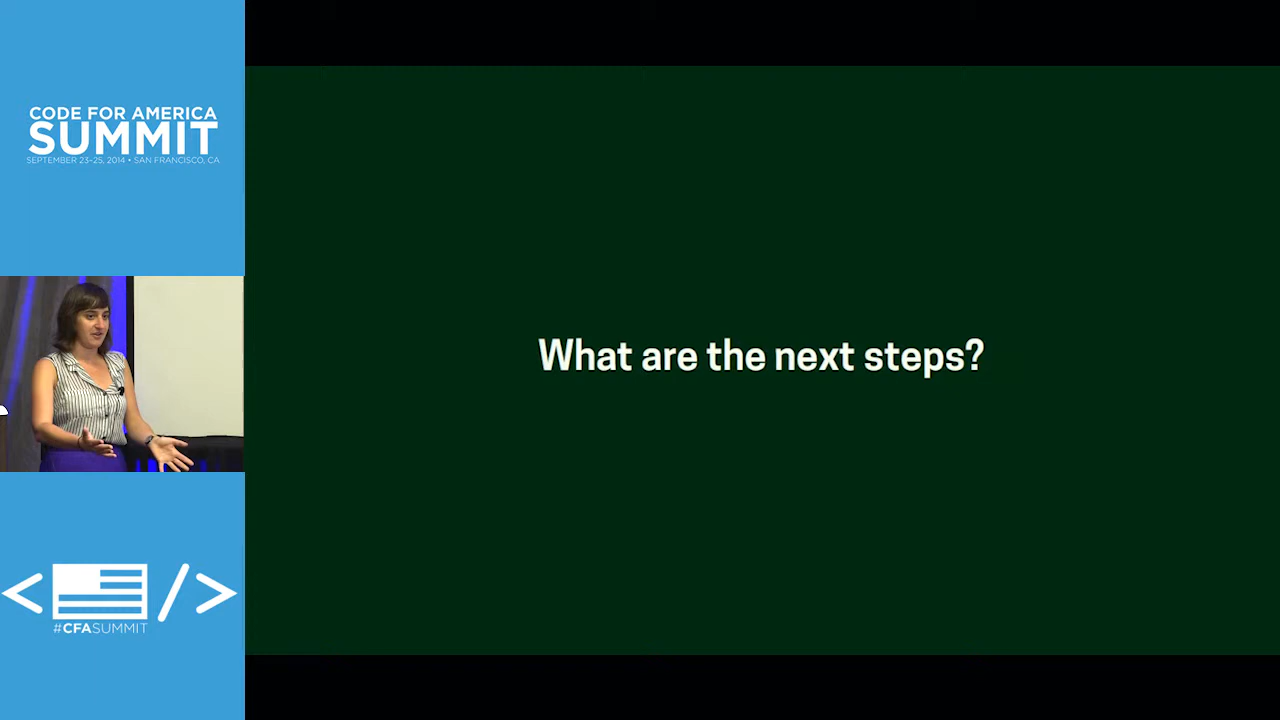 CODE FOR AMERICA
SUMMIT
SEPTEMBER 23-25, 2014 • SAN FRANCISCO, CA
What are the next steps?
#CFASUMMIT